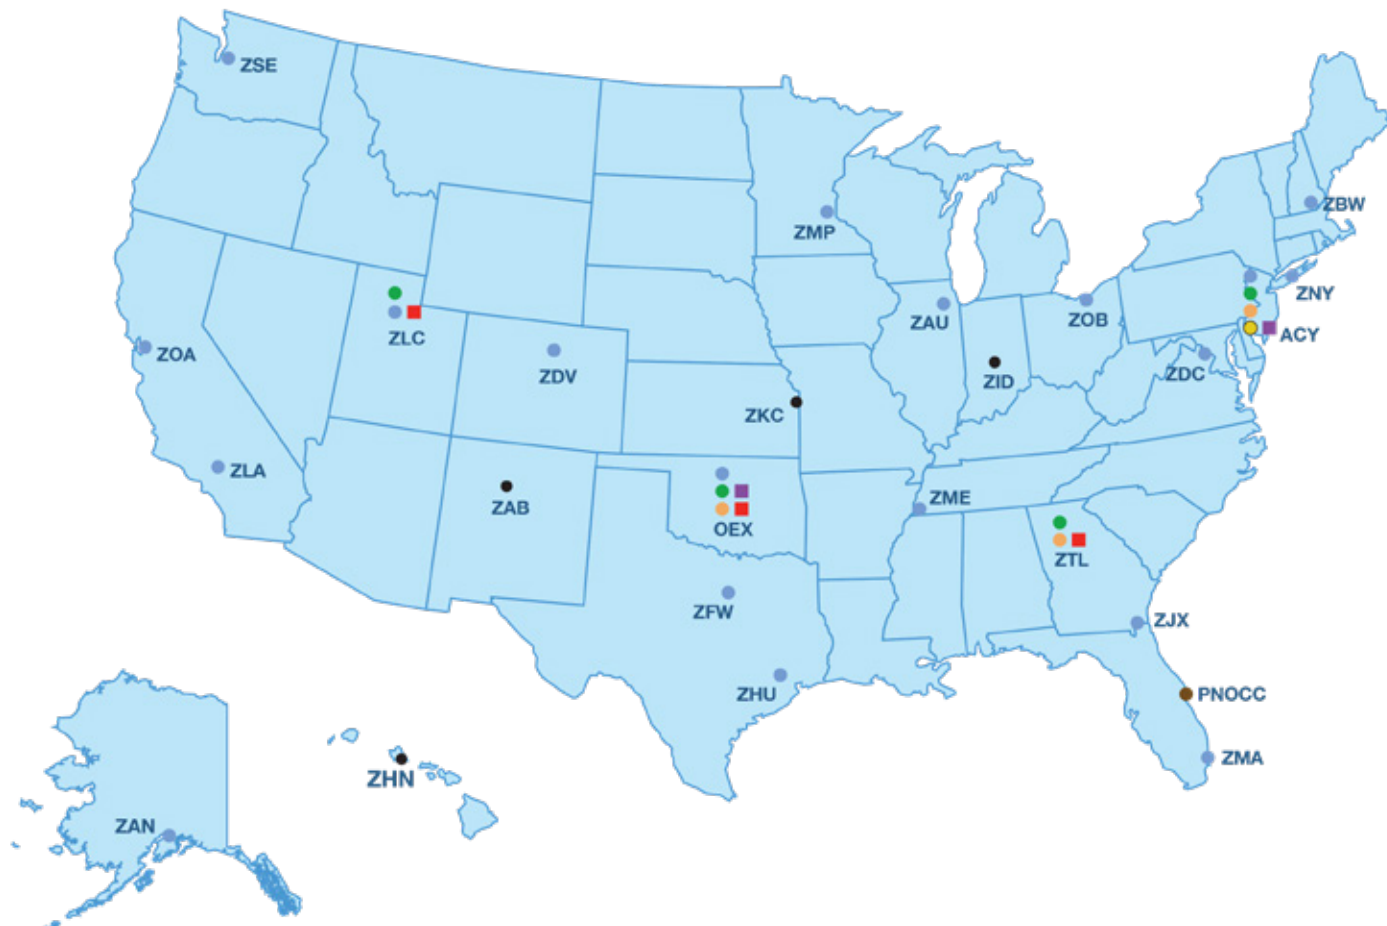 ZSE
ZBW
ZMP
ZNY
ZAU
ZOB
ACY
ZLC
ZOA
ZDV
ZID
ZDC
ZKC
ZLA
ZME
ZAB
OEX
ZTL
ZFW
ZJX
ZHU
PNOCC
ZMA
ZHN
ZAN